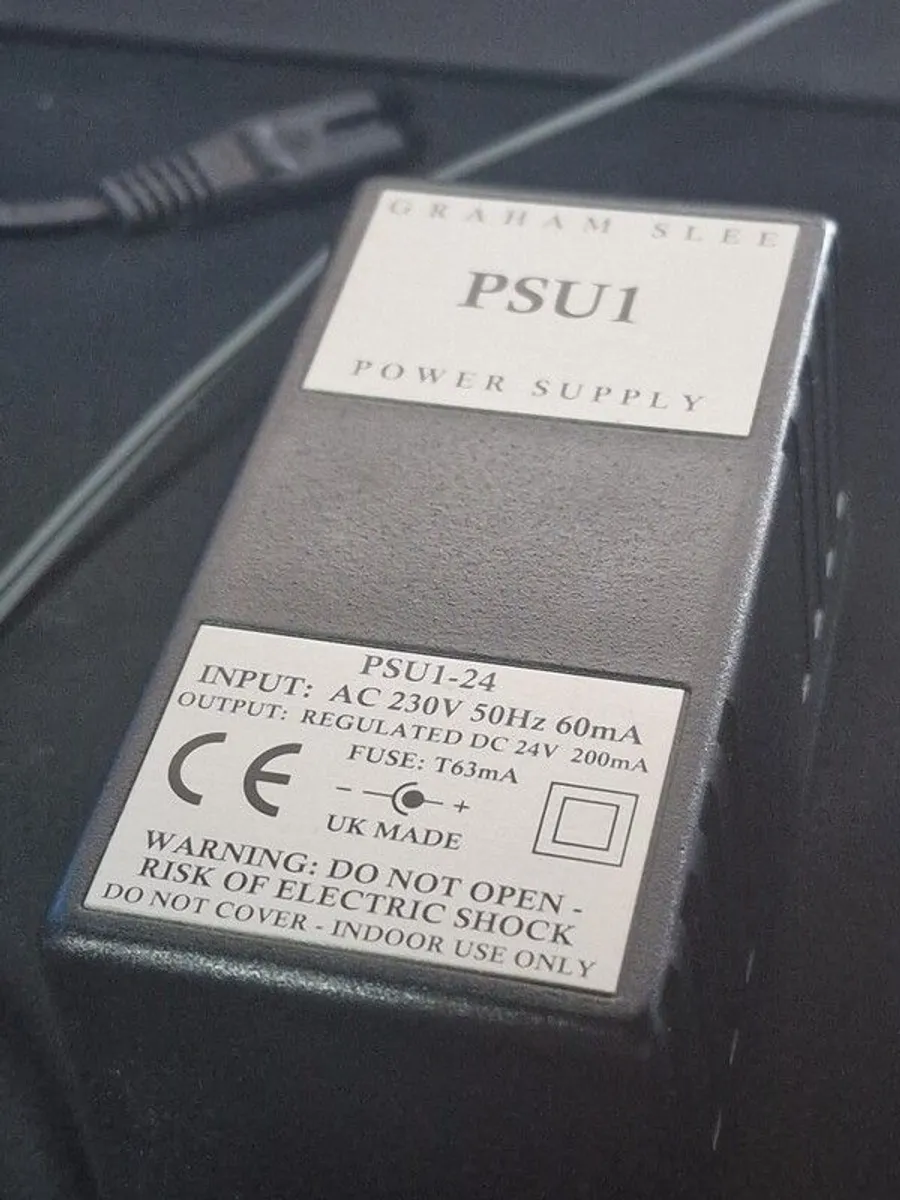 GRAHAM SLEE
PSU1
POWER SUPPLY
PSU1-24
INPUT: AC 230V 50Hz 60mA
OUTPUT: REGULATED DC 24V 200mA
FUSE: T63mA
CE
- +
UK MADE
WARNING: DO NOT OPEN -
RISK OF ELECTRIC SHOCK
DO NOT COVER - INDOOR USE ONLY